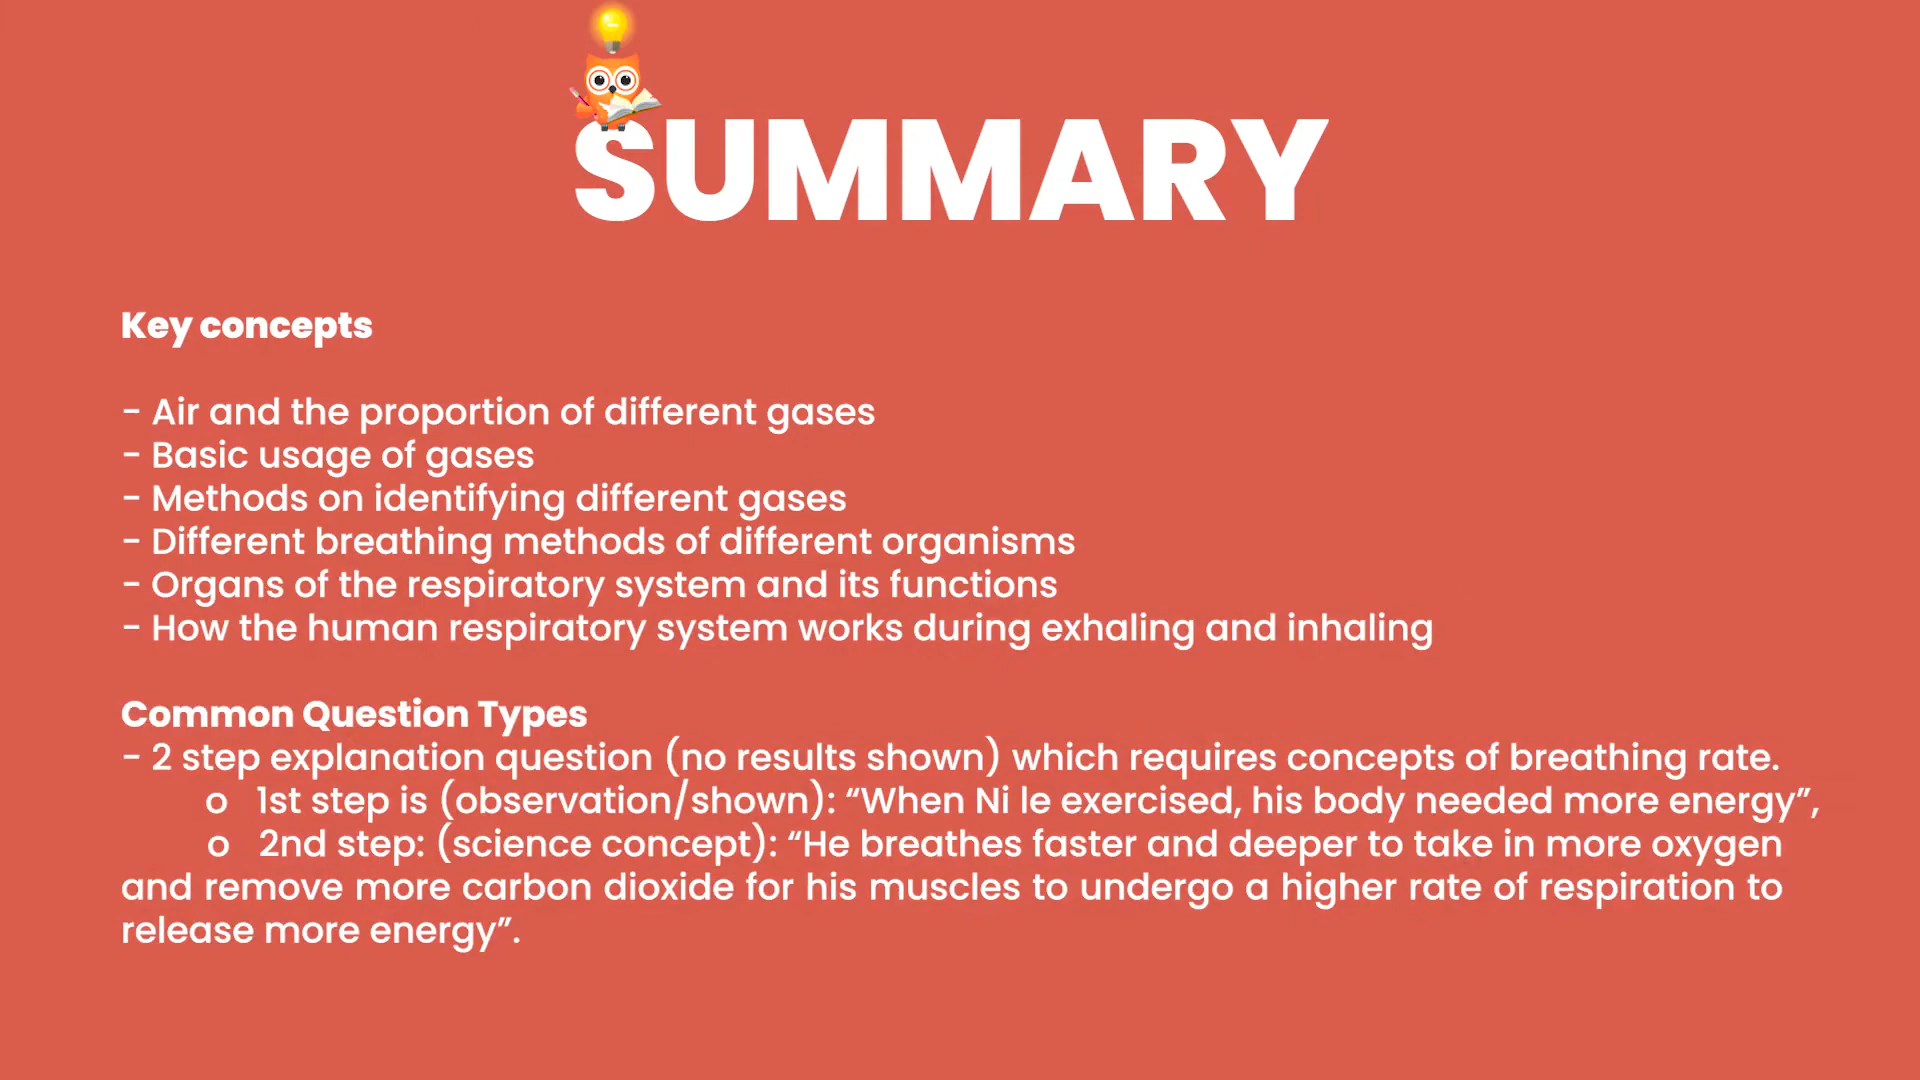 SUMMARY
Key concepts
- Air and the proportion of different gases
- Basic usage of gases
- Methods on identifying different gases
- Different breathing methods of different organisms
- Organs of the respiratory system and its functions
- How the human respiratory system works during exhaling and inhaling
Common Question Types
- 2 step explanation question (no results shown) which requires concepts of breathing rate.
o 1st step is (observation/shown): “When Ni le exercised, his body needed more energy”,
o 2nd step: (science concept): “He breathes faster and deeper to take in more oxygen
and remove more carbon dioxide for his muscles to undergo a higher rate of respiration to
release more energy”.